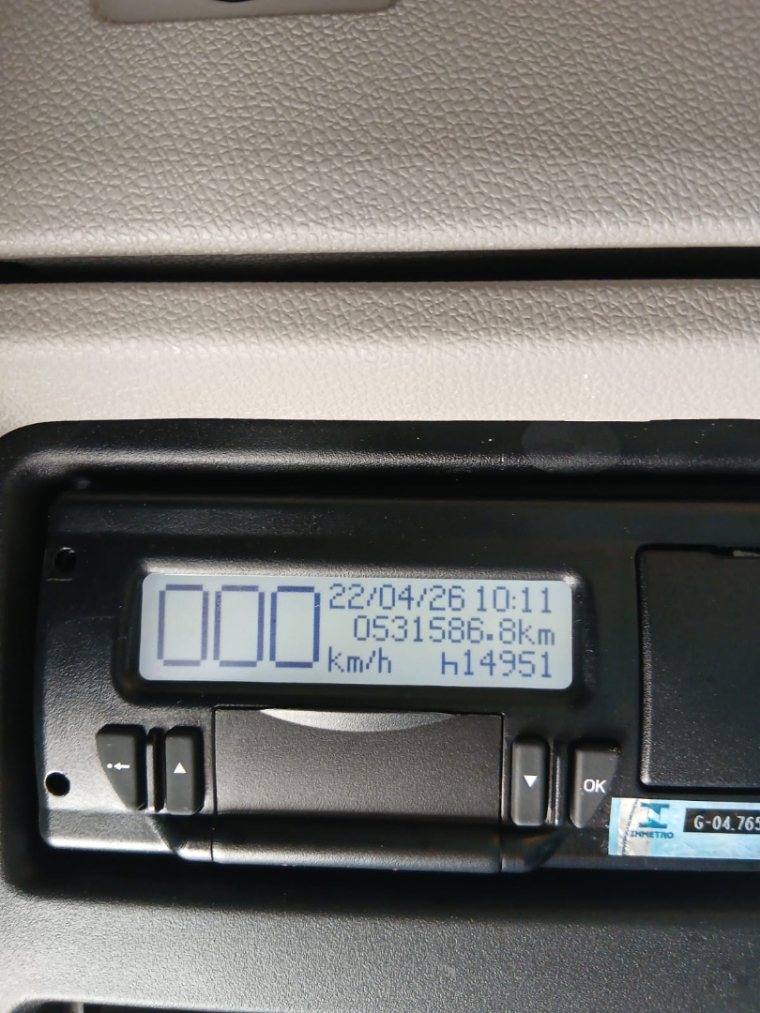 000 22/04/26 10:11
0531586.8km
km/h h14951
OK
INMETRO G-04.765